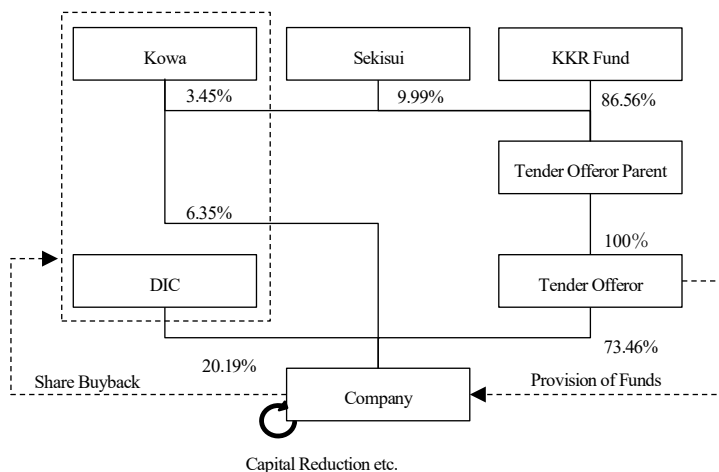 Kowa
Sekisui
KKR Fund
3.45%
9.99%
86.56%
Tender Offeror Parent
6.35%
100%
DIC
Tender Offeror
20.19%
73.46%
Share Buyback
Company
Provision of Funds
Capital Reduction etc.